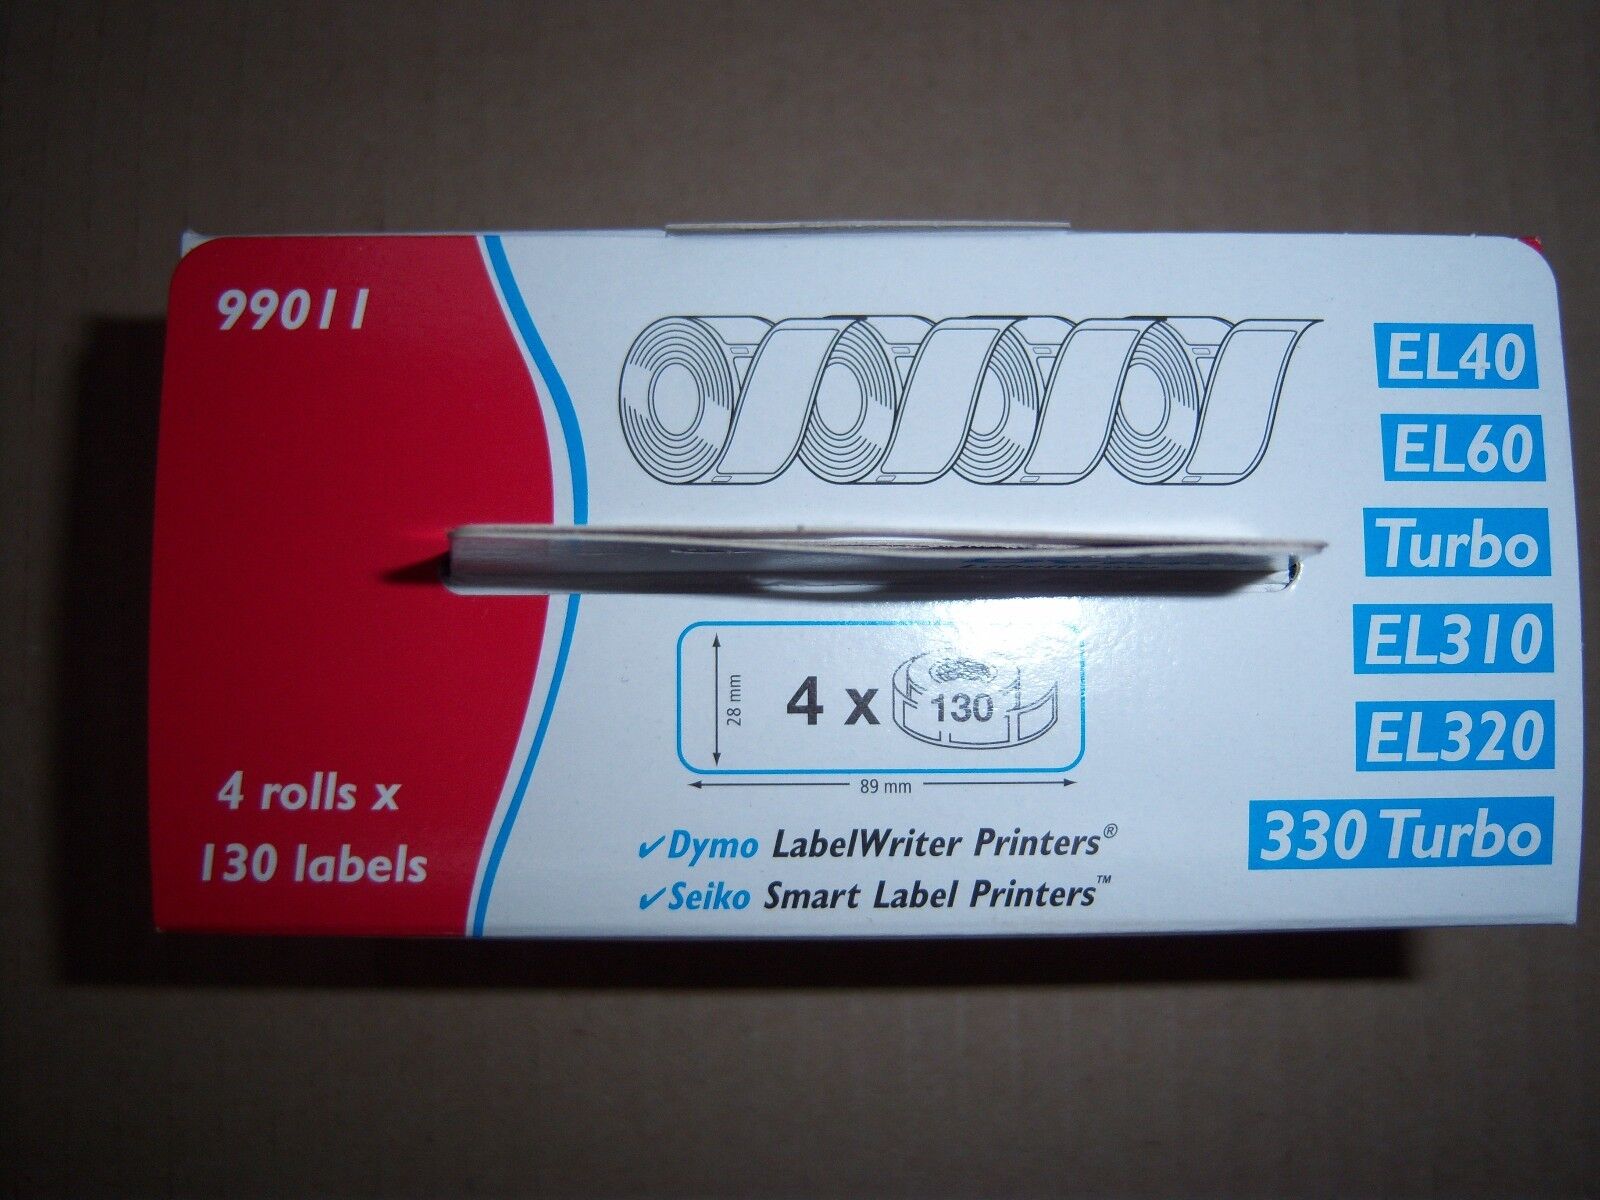 99011
EL40
EL60
Turbo
EL310
EL320
330 Turbo
28 mm
4 x
130
89 mm
4 rolls x
130 labels
✓Dymo LabelWriter Printers®
✓Seiko Smart Label Printers™